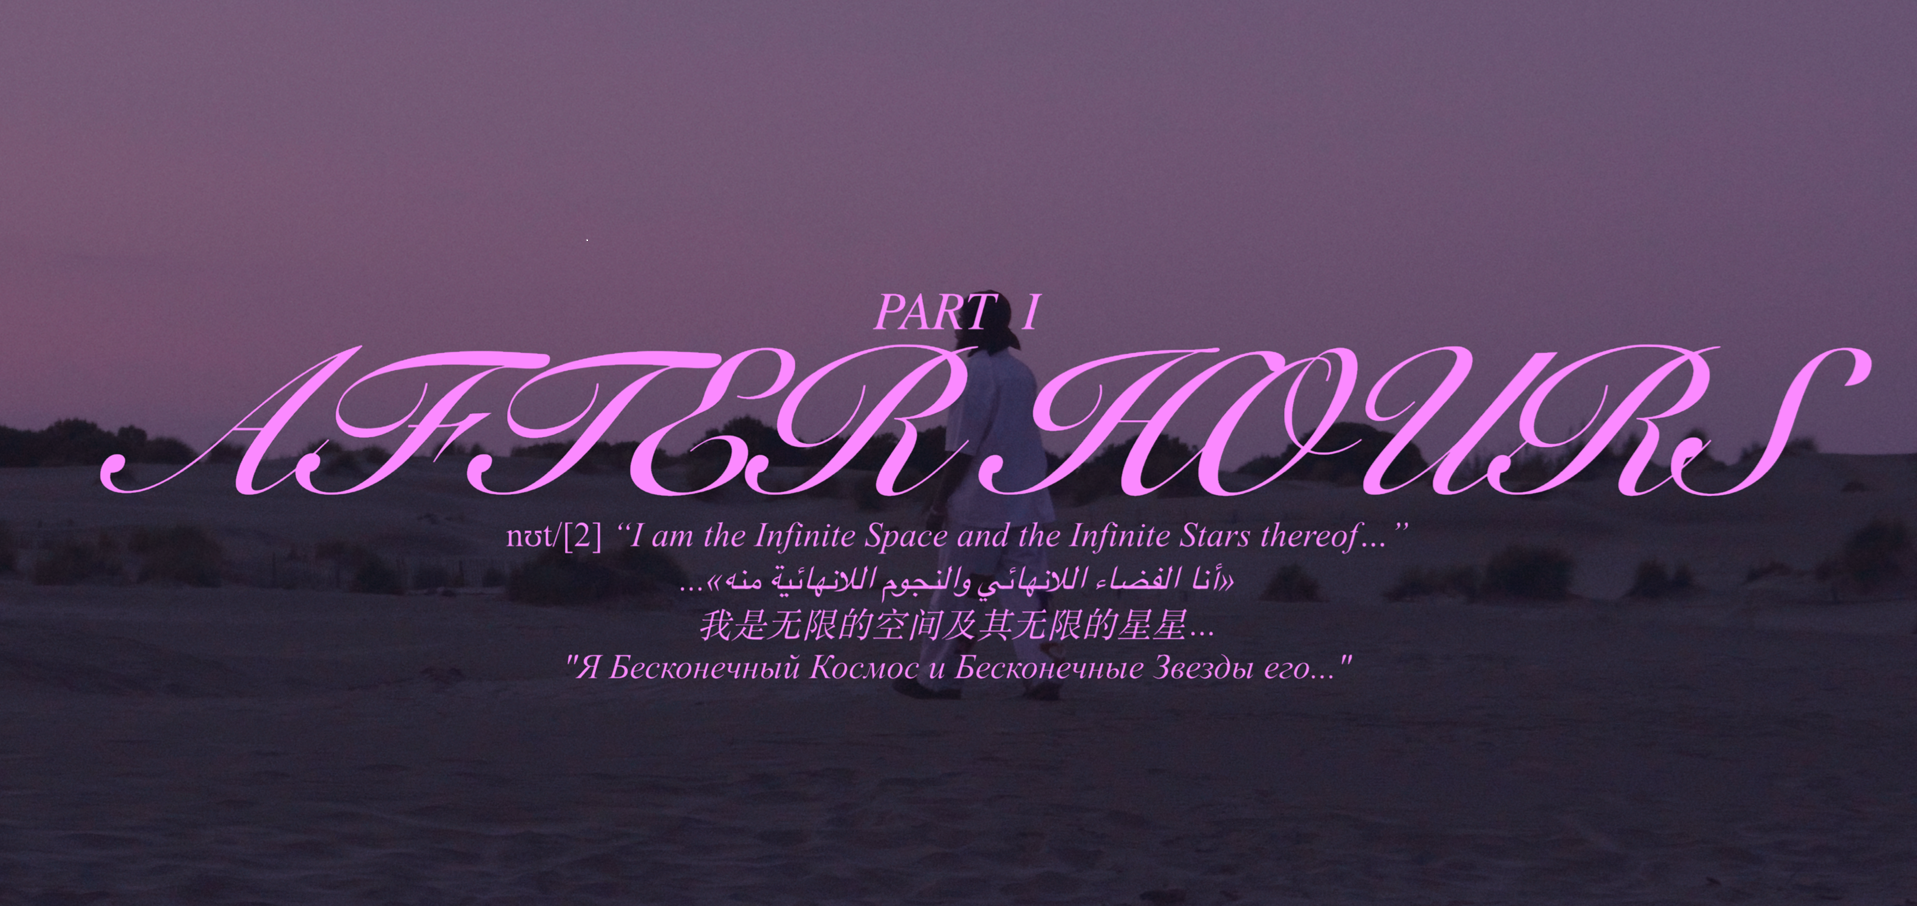 PART I
AFTER HOURS
nʊt/[2] “I am the Infinite Space and the Infinite Stars thereof...”
«أنا الفضاء اللانهائي والنجوم اللانهائية منه»...
我是无限的空间及其无限的星星...
"Я Бесконечный Космос и Бесконечные Звезды его..."